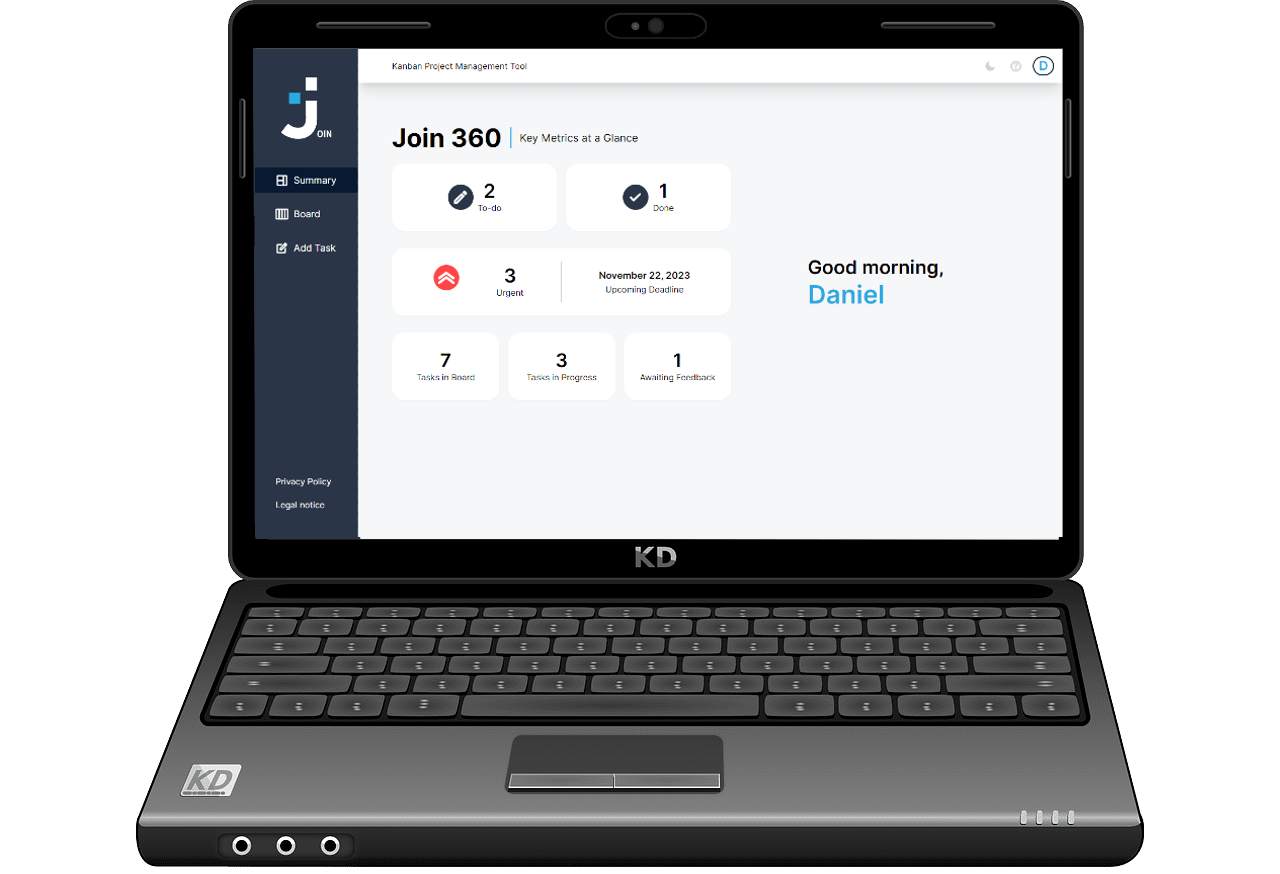 Kanban Project Management Tool
D
OIN
Summary
Board
Add Task
Privacy Policy
Legal notice
Join 360
Key Metrics at a Glance
2
To-do
1
Done
3
Urgent
November 22, 2023
Upcoming Deadline
7
Tasks in Board
3
Tasks in Progress
1
Awaiting Feedback
Good morning,
Daniel
KD
KD